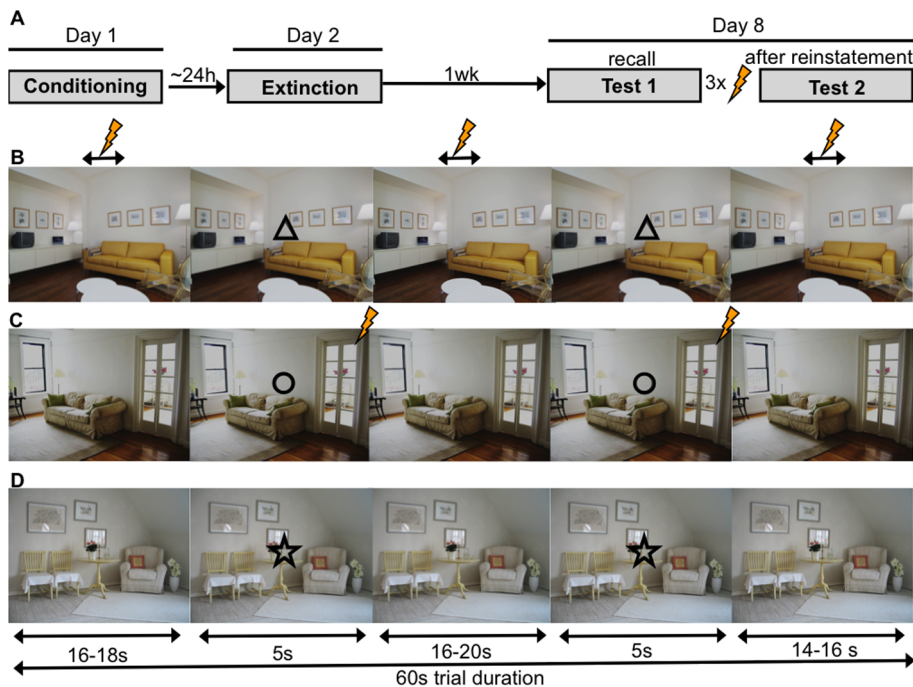 A
Day 1
Day 2
Day 8
Conditioning
~24h
Extinction
1wk
recall
Test 1
3x
after reinstatement
Test 2
B
C
D
16-18s
5s
16-20s
5s
14-16 s
60s trial duration